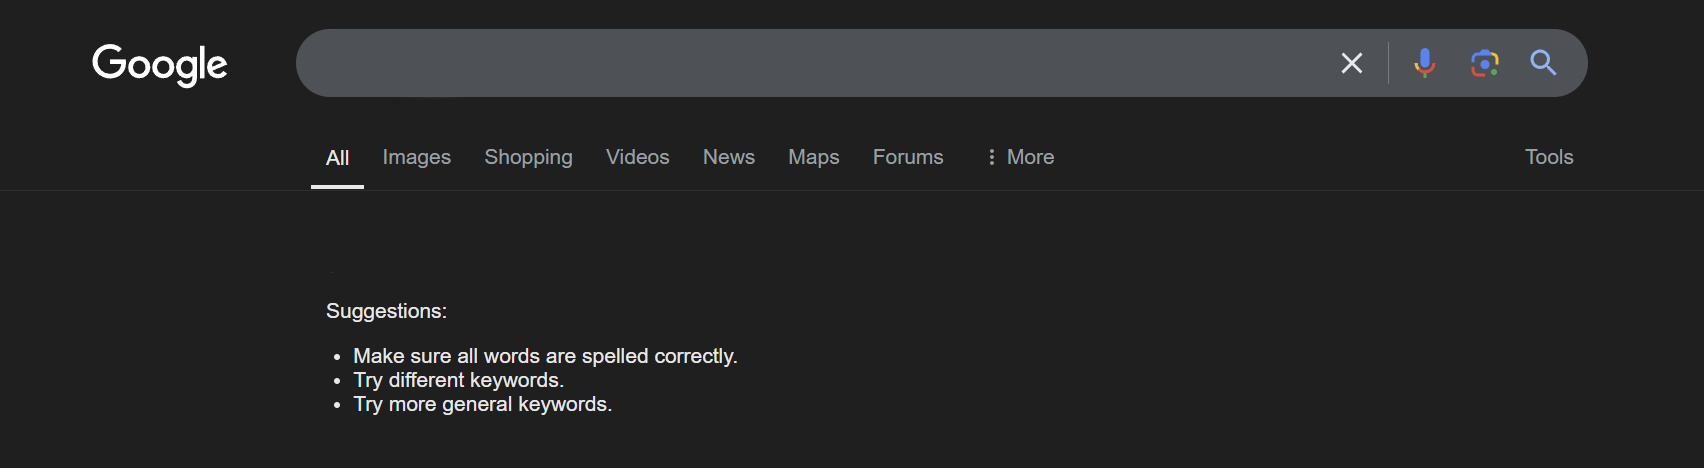 Google
All Images Shopping Videos News Maps Forums More Tools
Suggestions:
Make sure all words are spelled correctly.
Try different keywords.
Try more general keywords.